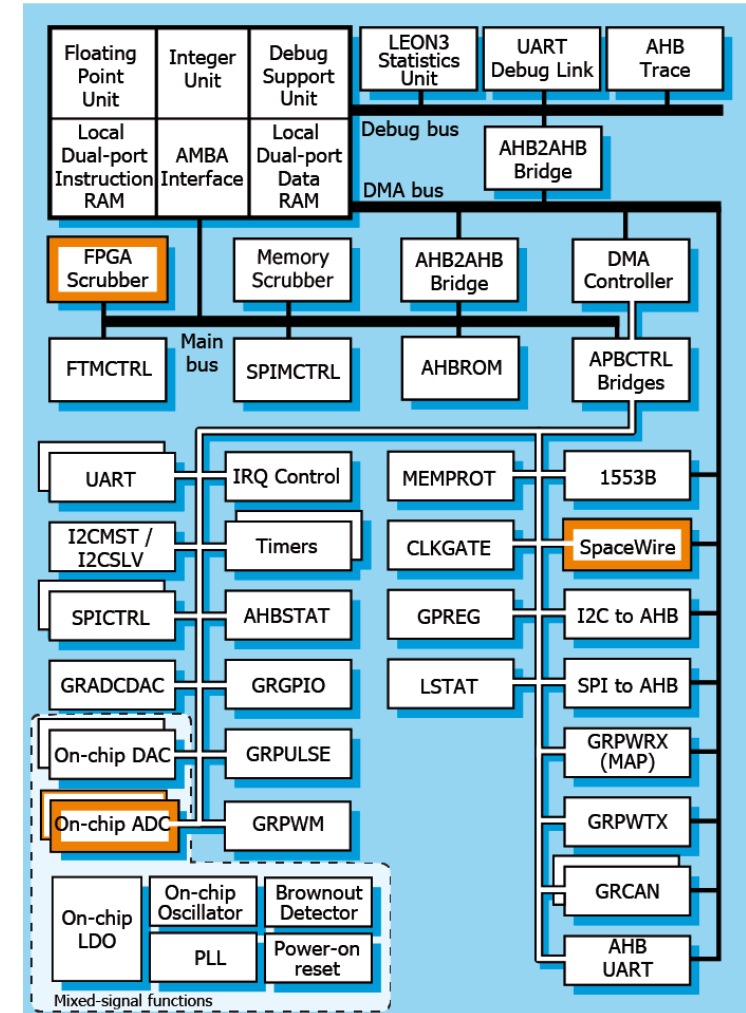 Floating
Point
Unit
Integer
Unit
Debug
Support
Unit
LEON3
Statistics
Unit
UART
Debug Link
AHB
Trace
Debug bus
Local
Dual-port
Instruction
RAM
AMBA
Interface
Local
Dual-port
Data
RAM
AHB2AHB
Bridge
DMA bus
FPGA
Scrubber
Memory
Scrubber
AHB2AHB
Bridge
DMA
Controller
Main
bus
FTMCTRL
SPIMCTRL
AHBROM
APBCTRL
Bridges
UART
IRQ Control
MEMPROT
1553B
I2CMST /
I2CSLV
Timers
CLKGATE
SpaceWire
SPICTRL
AHBSTAT
GPREG
I2C to AHB
GRADCDAC
GRGPIO
LSTAT
SPI to AHB
On-chip DAC
GRPULSE
GRPWRX
(MAP)
On-chip ADC
GRPWM
GRPWTX
GRCAN
On-chip
LDO
On-chip
Oscillator
Brownout
Detector
PLL
Power-on
reset
AHB
UART
Mixed-signal functions